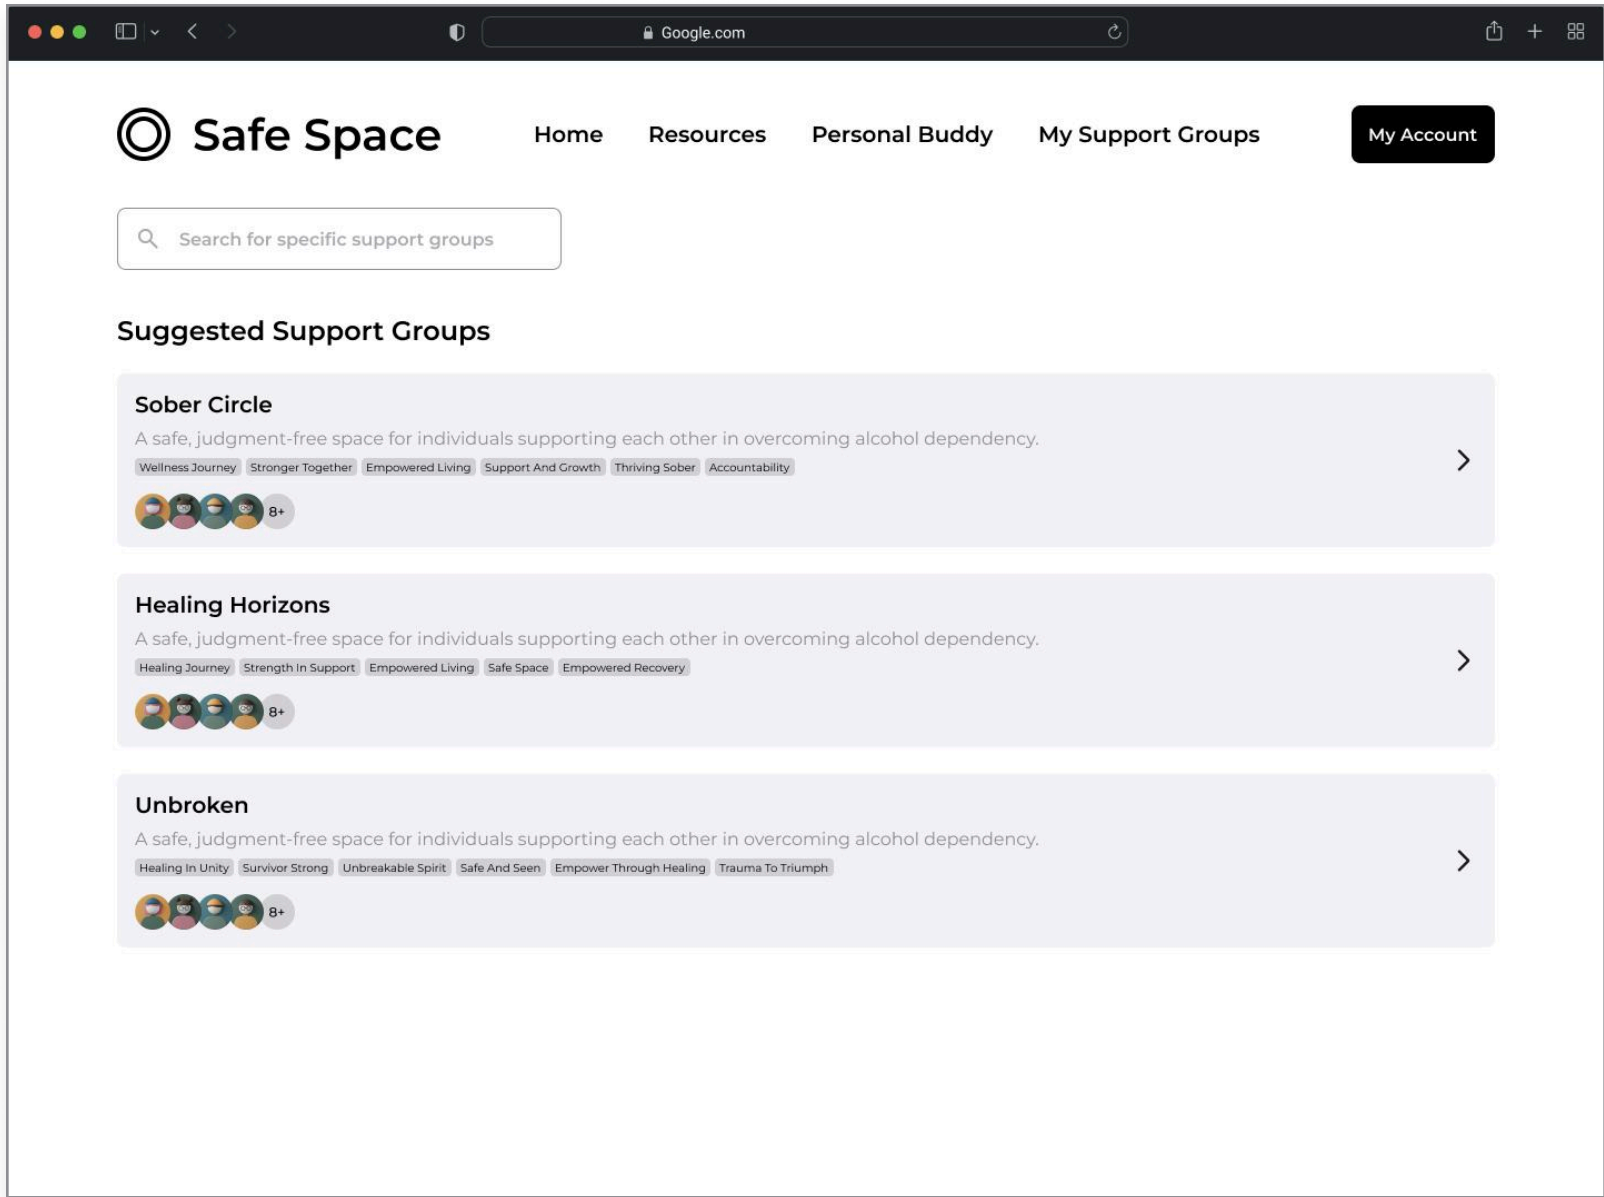 Google.com
Safe Space Home Resources Personal Buddy My Support Groups My Account
Search for specific support groups
Suggested Support Groups
Sober Circle
A safe, judgment-free space for individuals supporting each other in overcoming alcohol dependency.
Wellness Journey Stronger Together Empowered Living Support And Growth Thriving Sober Accountability
8+
Healing Horizons
A safe, judgment-free space for individuals supporting each other in overcoming alcohol dependency.
Healing Journey Strength In Support Empowered Living Safe Space Empowered Recovery
8+
Unbroken
A safe, judgment-free space for individuals supporting each other in overcoming alcohol dependency.
Healing In Unity Survivor Strong Unbreakable Spirit Safe And Seen Empower Through Healing Trauma To Triumph
8+